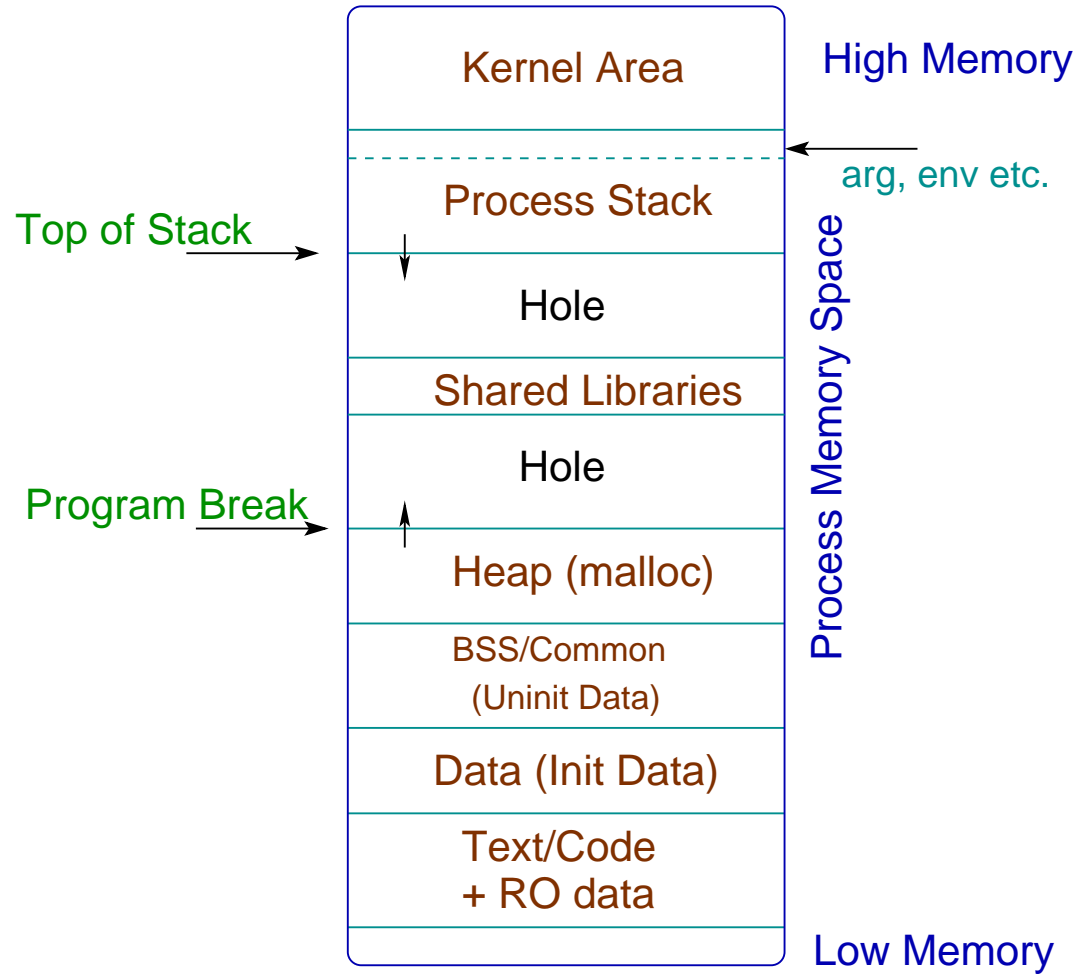 Kernel Area
High Memory
arg, env etc.
Process Stack
Top of Stack
Hole
Process Memory Space
Shared Libraries
Hole
Program Break
Heap (malloc)
BSS/Common
(Uninit Data)
Data (Init Data)
Text/Code
+ RO data
Low Memory